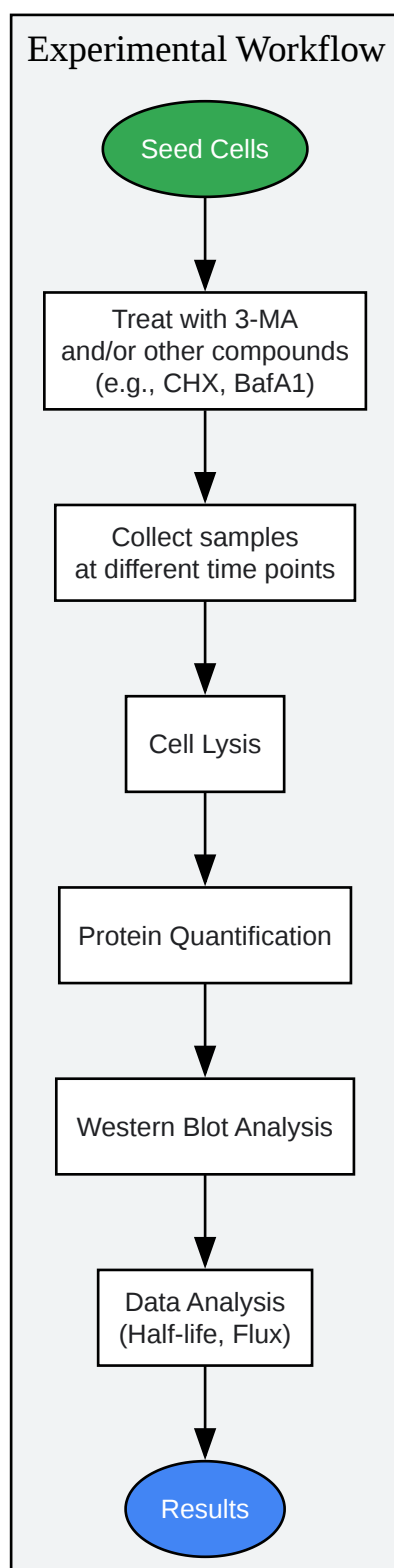 Experimental Workflow
Seed Cells
Treat with 3-MA
and/or other compounds
(e.g., CHX, BafA1)
Collect samples
at different time points
Cell Lysis
Protein Quantification
Western Blot Analysis
Data Analysis
(Half-life, Flux)
Results